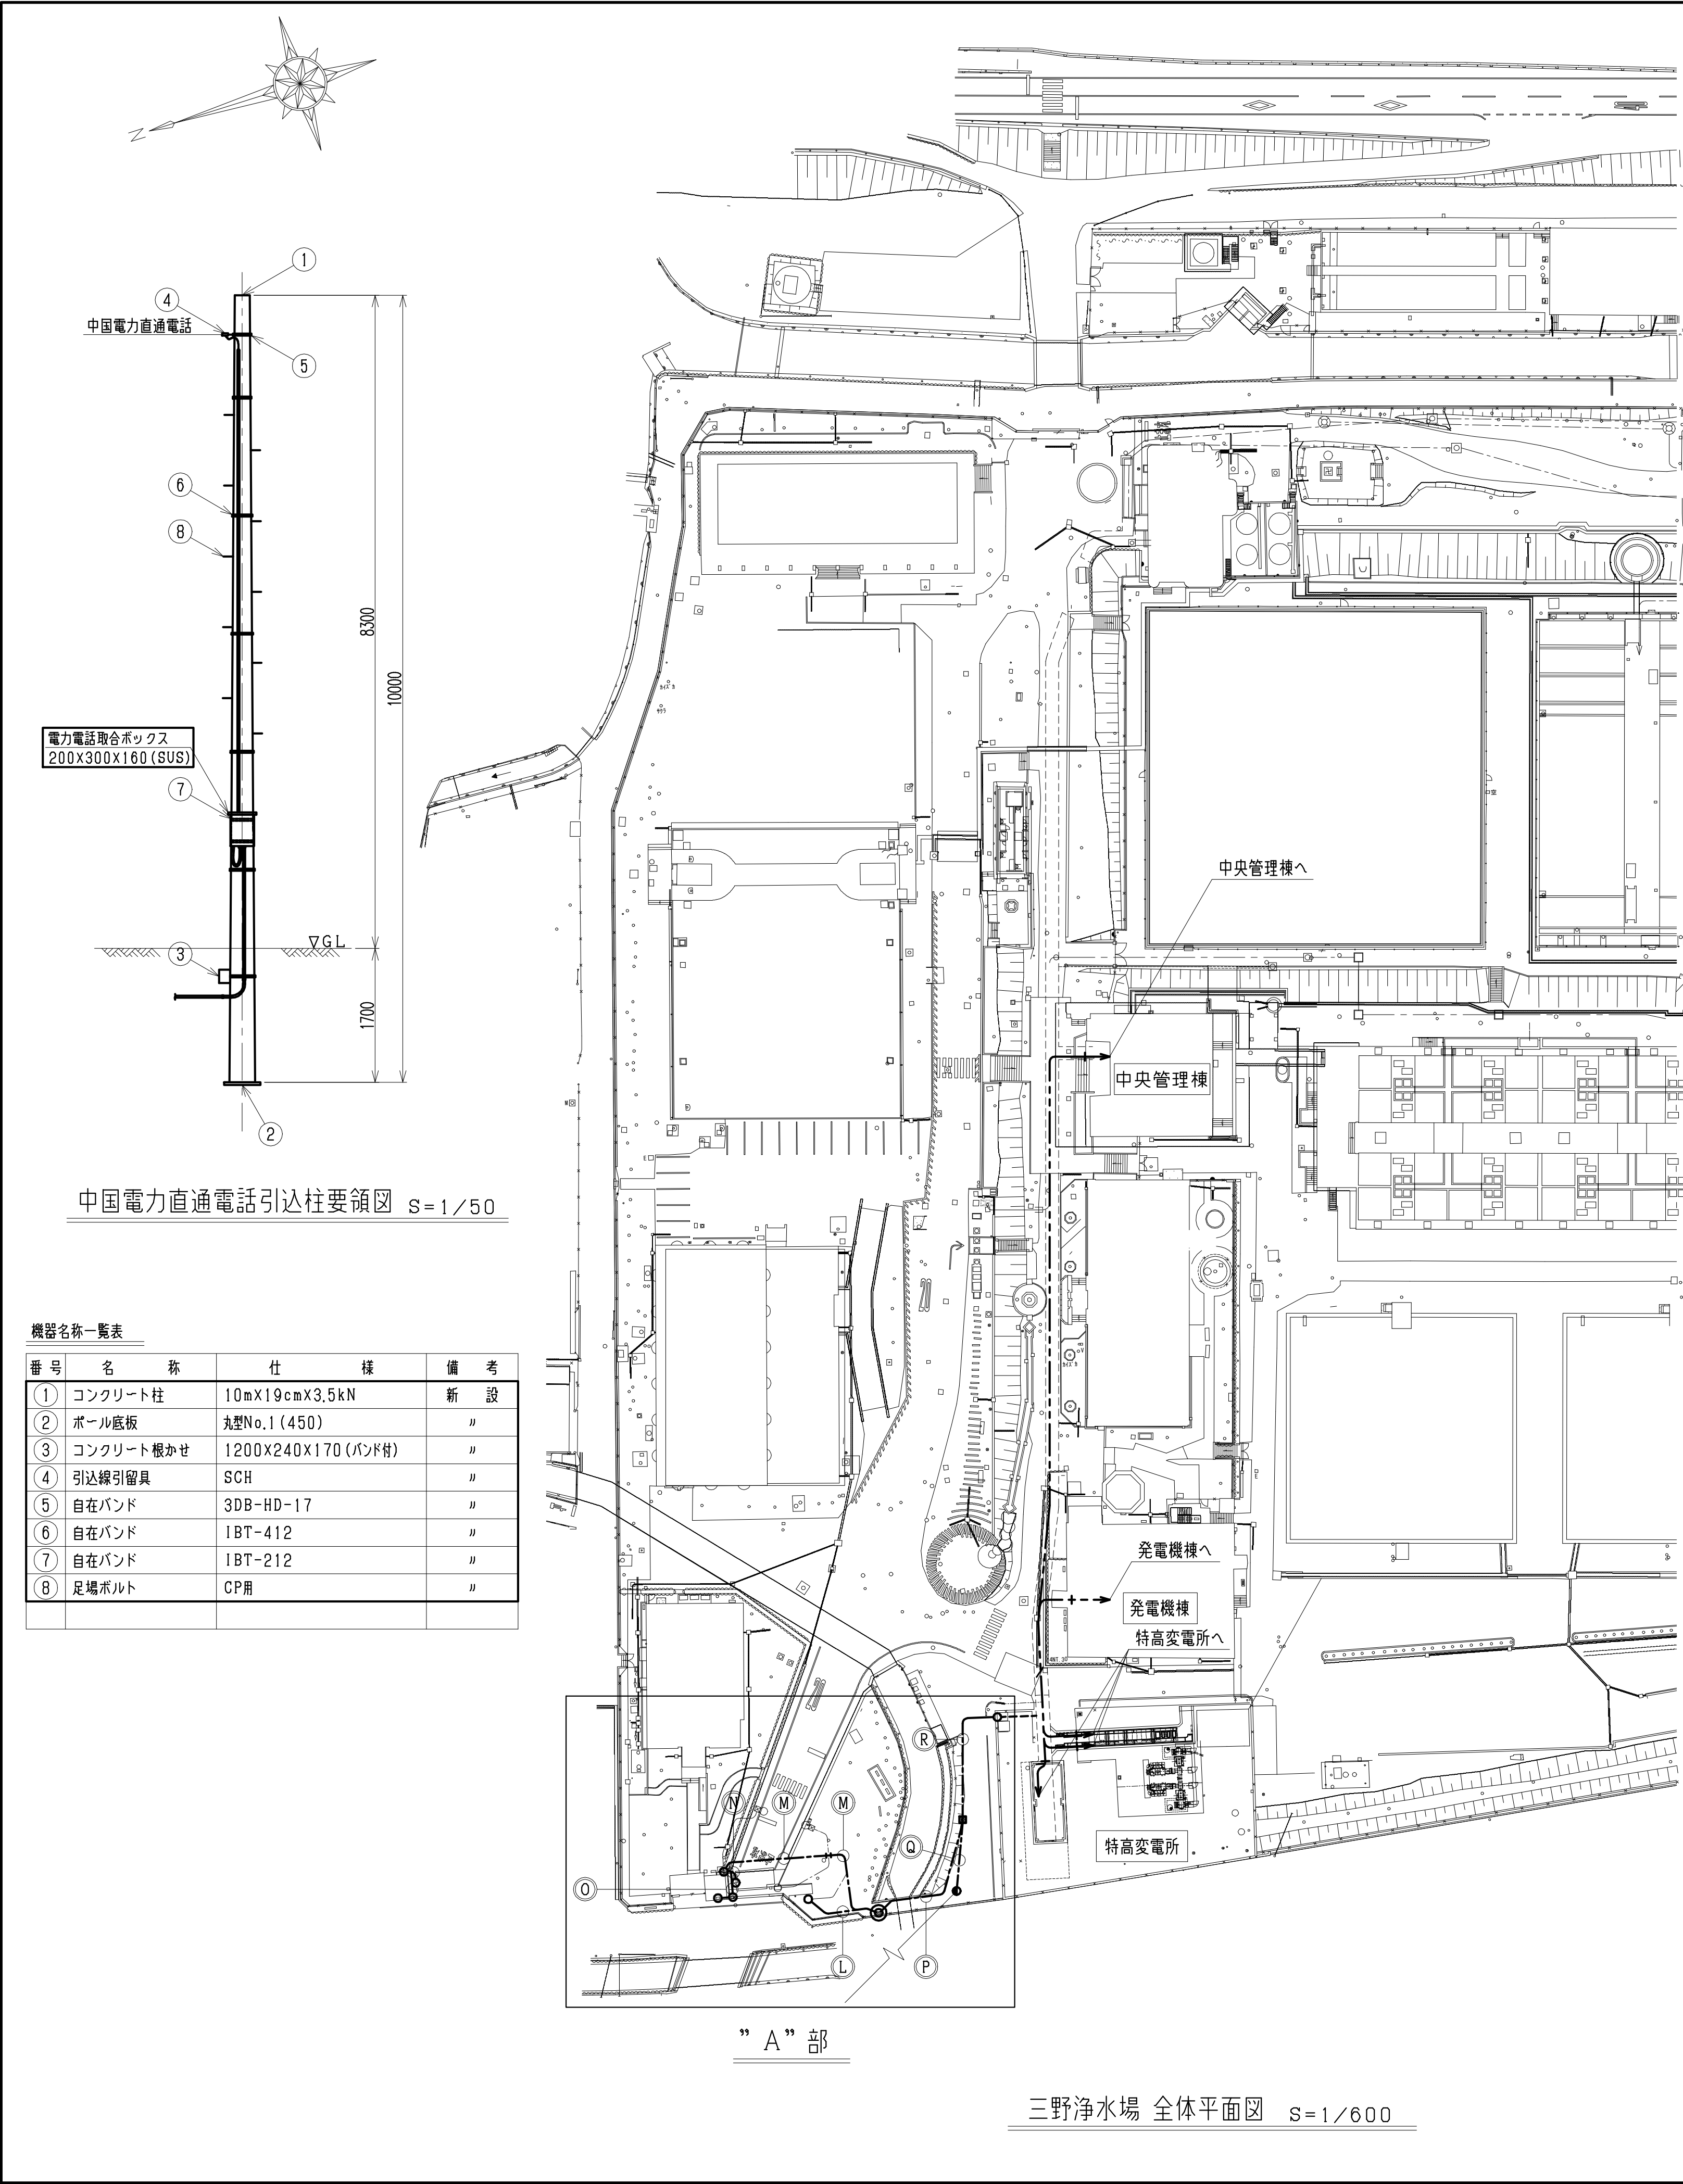 N
①
④
中国電力直通電話
⑤
⑥
⑧
8300
10000
電力電話取合ボックス
200X300X160(SUS)
⑦
▽GL
③
1700
②
中国電力直通電話引込柱要領図 S=1/50
機器名称一覧表
番号 名称 仕様 備考
① コンクリート柱 10mX19cmX3.5kN 新設
② ポール底板 丸型No.1(450) 〃
③ コンクリート根かせ 1200X240X170(バンド付) 〃
④ 引込線引留具 SCH 〃
⑤ 自在バンド 3DB-HD-17 〃
⑥ 自在バンド IBT-412 〃
⑦ 自在バンド IBT-212 〃
⑧ 足場ボルト CP用 〃
中央管理棟へ
中央管理棟
発電機棟へ
発電機棟
特高変電所へ
特高変電所
R
N
M
M
Q
O
L
P
”A”部
三野浄水場 全体平面図 S=1/600